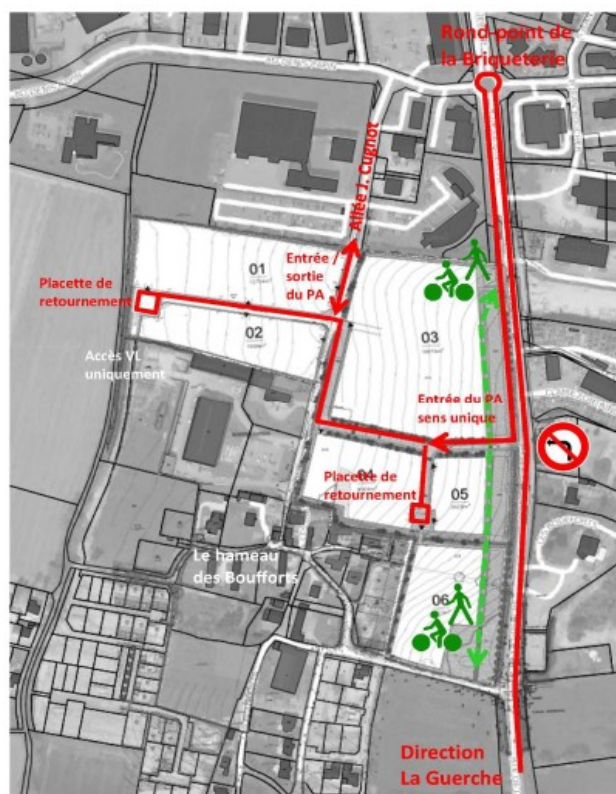 Rond-point de
la Briqueterie
Allée J. Cugnot
Entrée /
sortie
du PA
01
Placette de
retournement
02
03
Accès VL
uniquement
Entrée du PA
sens unique
04
Placette de
retournement
05
Le hameau
des Boufforts
06
Direction
La Guerche